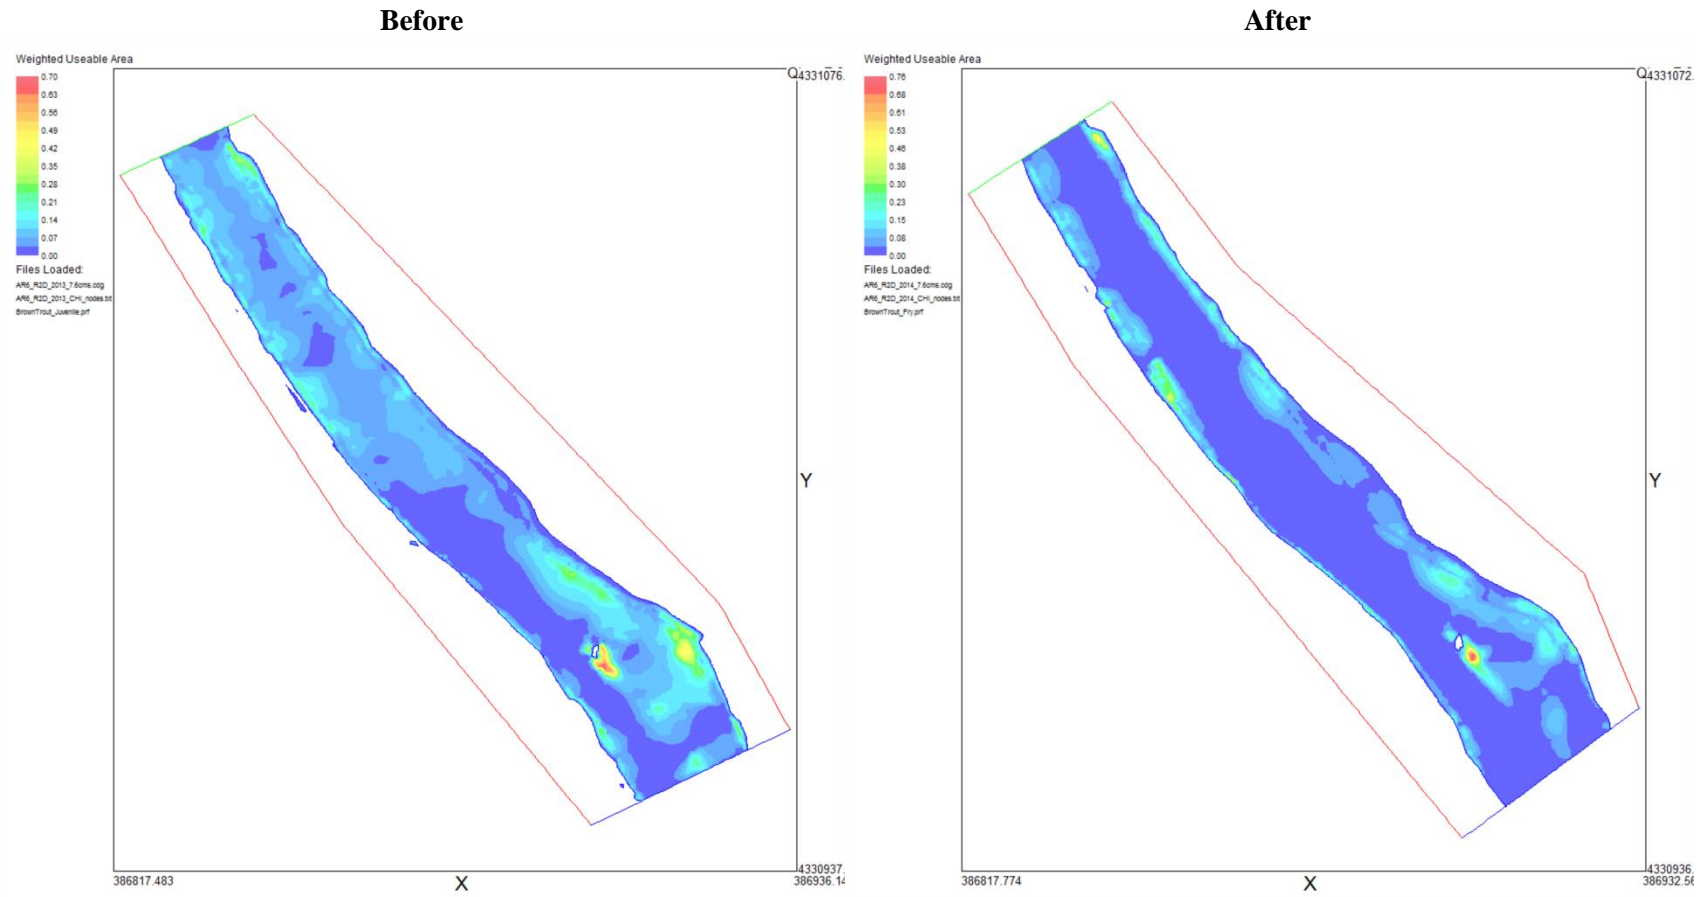 Before
After
Weighted Useable Area
0.70
0.63
0.56
0.49
0.42
0.35
0.28
0.21
0.14
0.07
0.00
Files Loaded:
AR6_R2D_2013_7.6cms.cdg
AR6_R2D_2013_CHI_nodes.txt
BrownTrout_Juvenile.prf
4331076.
Y
4330937.
386817.483
X
386936.14
Weighted Useable Area
0.76
0.68
0.61
0.53
0.46
0.38
0.30
0.23
0.15
0.08
0.00
Files Loaded:
AR6_R2D_2014_7.6cms.cdg
AR6_R2D_2014_CHI_nodes.txt
BrownTrout_Fry.prf
4331072.
Y
4330936.
386817.774
X
386932.56